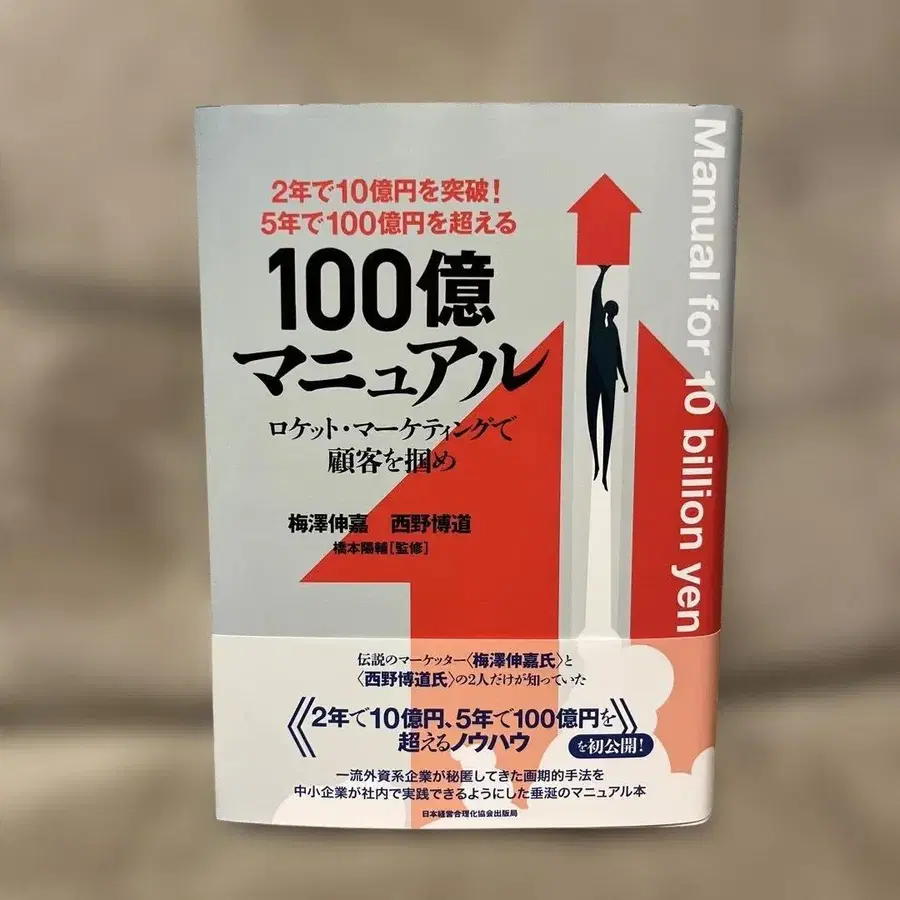 2年で10億円を突破！
5年で100億円を超える
100億
マニュアル
ロケット・マーケティングで
顧客を掴め
梅澤伸嘉　西野博道
橋本陽輔［監修］
Manual for 10 billion yen
伝説のマーケッター〈梅澤伸嘉氏〉と
〈西野博道氏〉の2人だけが知っていた
《2年で10億円、5年で100億円を
超えるノウハウ》を初公開！
一流外資系企業が秘匿してきた画期的手法を
中小企業が社内で実践できるようにした垂涎のマニュアル本
日本経営合理化協会出版局